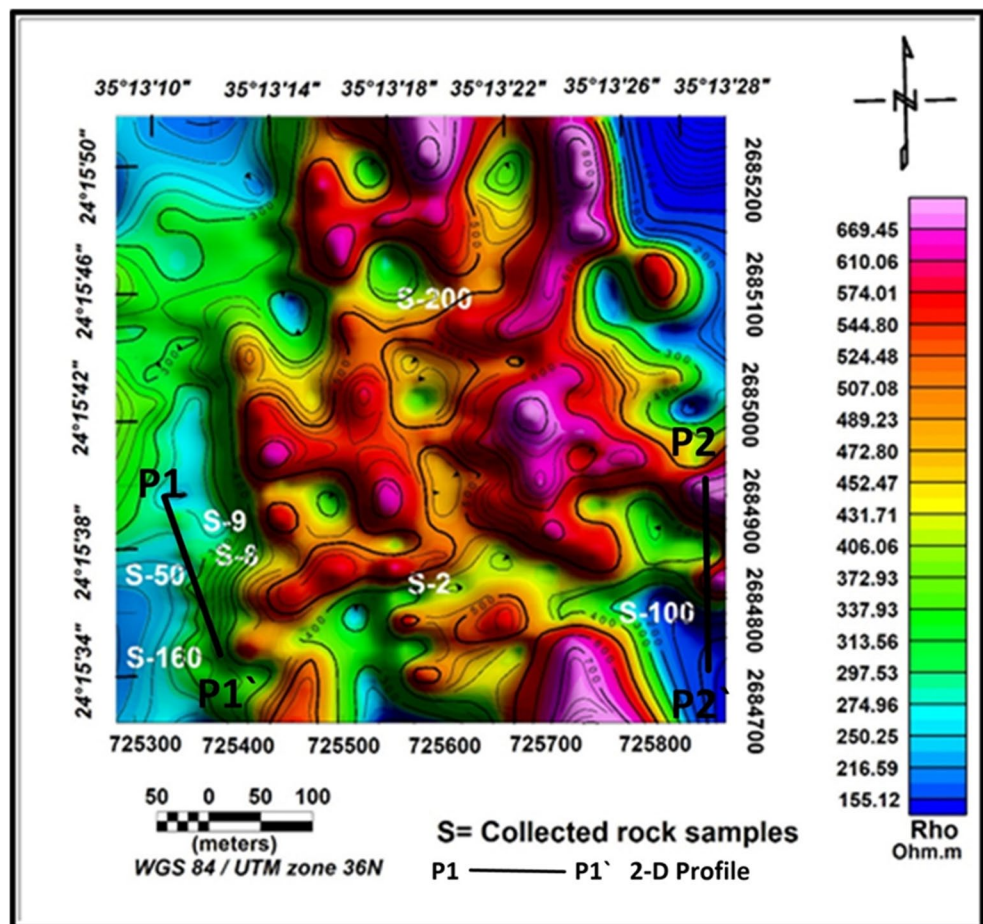 35°13'10" 35°13'14" 35°13'18" 35°13'22" 35°13'26" 35°13'28"
N
24°15'50"
24°15'46"
24°15'42"
24°15'38"
24°15'34"
2685200
2685100
2685000
2684900
2684800
2684700
S-200
P1
P2
S-9
S-50
S-2
S-100
S-160
P1`
P2`
725300 725400 725500 725600 725700 725800
669.45
610.06
574.01
544.80
524.48
507.08
489.23
472.80
452.47
431.71
406.06
372.93
337.93
313.56
297.53
274.96
250.25
216.59
155.12
Rho
Ohm.m
50 0 50 100
(meters)
WGS 84 / UTM zone 36N
S= Collected rock samples
P1 P1` 2-D Profile